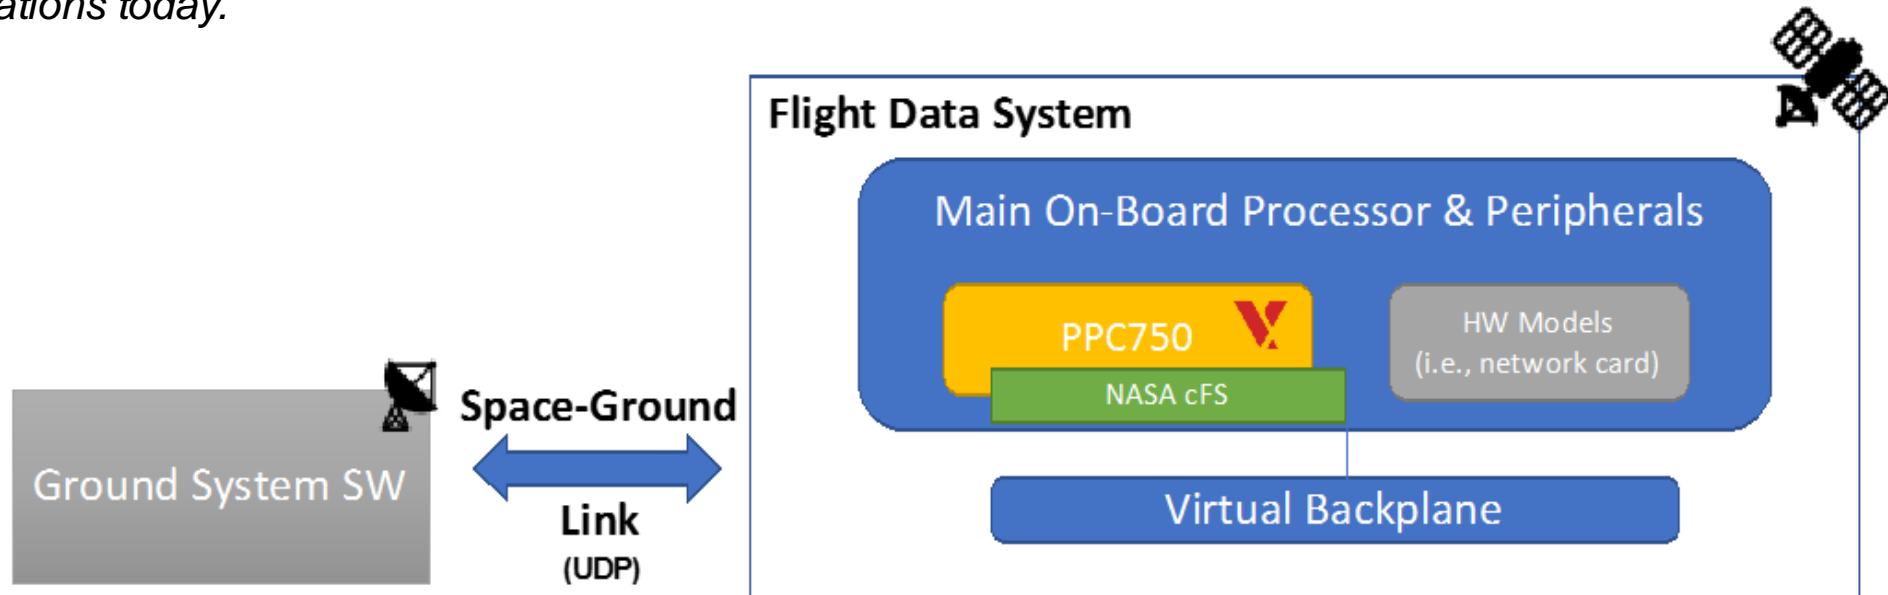 ations today.
Flight Data System
Main On-Board Processor & Peripherals
PPC750
HW Models
(i.e., network card)
NASA cFS
Space-Ground
Ground System SW
Link
(UDP)
Virtual Backplane